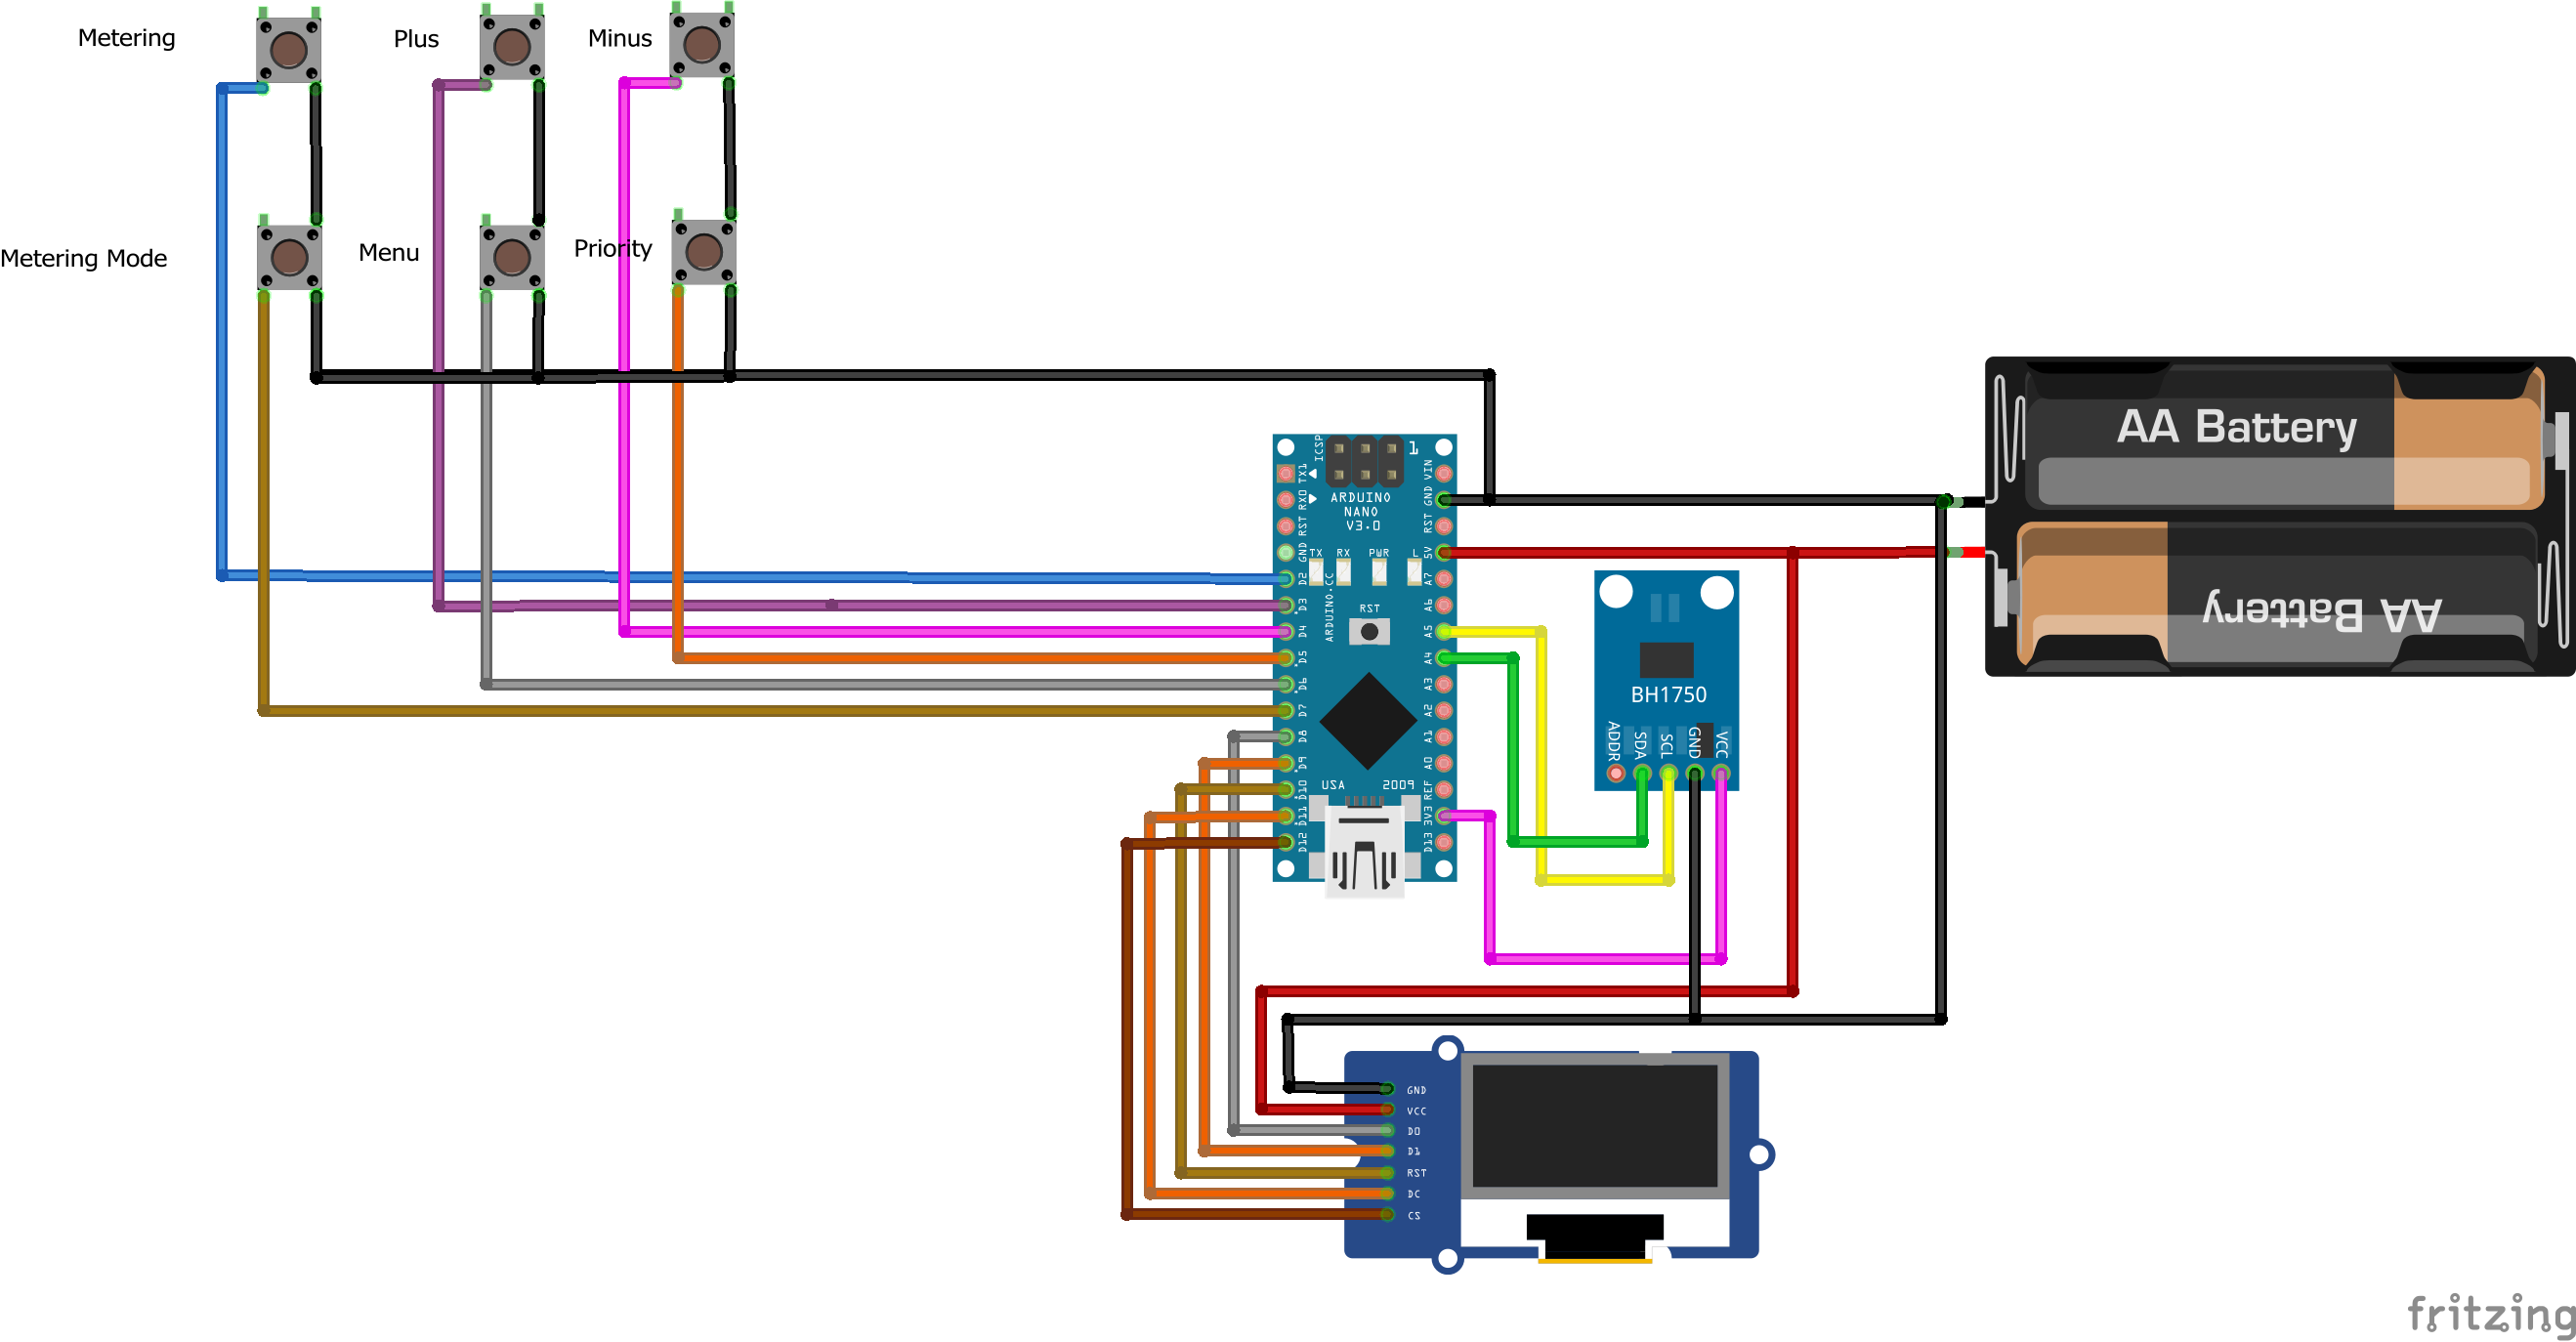 Metering
Plus
Minus
Metering Mode
Menu
Priority
AA Battery
AA Battery
ICSP
1
TX1
RX0
RST
GND
D2
D3
D4
D5
D6
D7
D8
D9
D10
D11
D12
VIN
GND
RST
5V
A7
A6
A5
A4
A3
A2
A1
A0
REF
3V3
D13
ARDUINO
NANO
V3.0
TX RX PWR L
RST
ARDUINO.CC
USA 2009
BH1750
ADDR
SDA
SCL
GND
VCC
GND
VCC
D0
D1
RST
DC
CS
fritzing